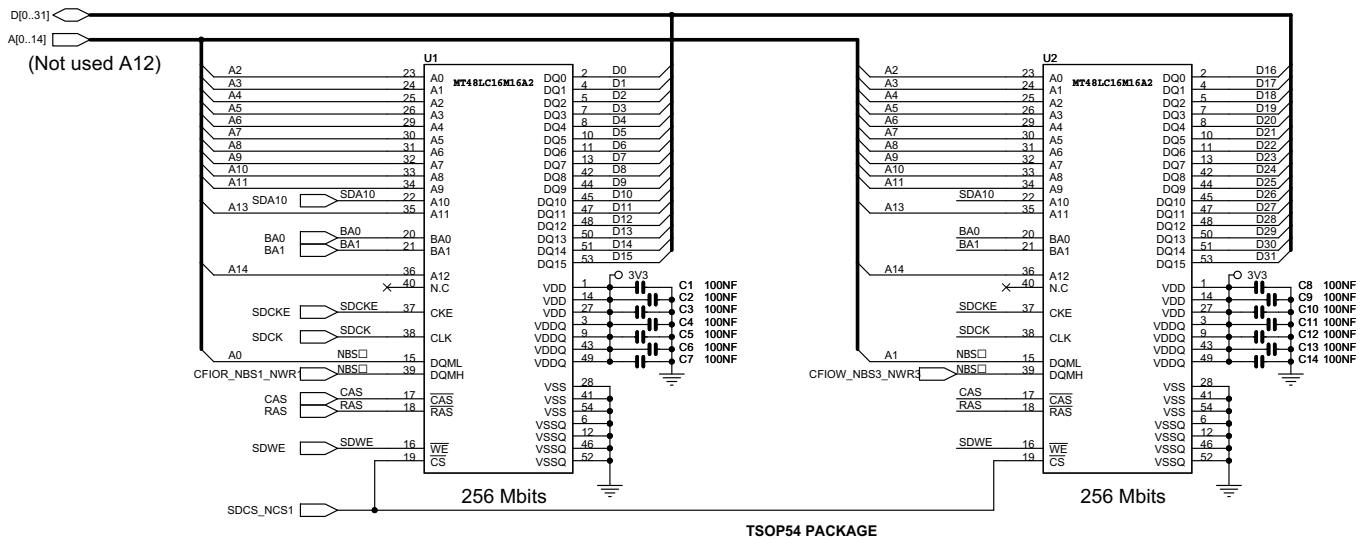 D[0..31]
A[0..14]
(Not used A12)
U1
MT48LC16M16A2
A2 23 A0 DQ0 2 D0
A3 24 A1 DQ1 4 D1
A4 25 A2 DQ2 5 D2
A5 26 A3 DQ3 7 D3
A6 29 A4 DQ4 8 D4
A7 30 A5 DQ5 10 D5
A8 31 A6 DQ6 11 D6
A9 32 A7 DQ7 13 D7
A10 33 A8 DQ8 42 D8
A11 34 A9 DQ9 44 D9
SDA10 SDA10 22 A10 DQ10 45 D10
A13 35 A11 DQ11 47 D11
DQ12 48 D12
BA0 BA0 20 BA0 DQ13 50 D13
BA1 BA1 21 BA1 DQ14 51 D14
DQ15 53 D15
A14 36 A12 3V3
40 N.C VDD 1 C1 100NF
VDD 14 C2 100NF
SDCKE SDCKE 37 CKE VDD 27 C3 100NF
VDDQ 3 C4 100NF
SDCK SDCK 38 CLK VDDQ 9 C5 100NF
VDDQ 43 C6 100NF
A0 NBS□ 15 DQML VDDQ 49 C7 100NF
CFIOR_NBS1_NWR1 NBS□ 39 DQMH
VSS 28
CAS CAS 17 CAS VSS 41
RAS RAS 18 RAS VSS 54
VSSQ 6
VSSQ 12
SDWE SDWE 16 WE VSSQ 46
19 CS VSSQ 52
256 Mbits
SDCS_NCS1
U2
MT48LC16M16A2
A2 23 A0 DQ0 2 D16
A3 24 A1 DQ1 4 D17
A4 25 A2 DQ2 5 D18
A5 26 A3 DQ3 7 D19
A6 29 A4 DQ4 8 D20
A7 30 A5 DQ5 10 D21
A8 31 A6 DQ6 11 D22
A9 32 A7 DQ7 13 D23
A10 33 A8 DQ8 42 D24
A11 34 A9 DQ9 44 D25
SDA10 22 A10 DQ10 45 D26
A13 35 A11 DQ11 47 D27
DQ12 48 D28
BA0 20 BA0 DQ13 50 D29
BA1 21 BA1 DQ14 51 D30
DQ15 53 D31
A14 36 A12 3V3
40 N.C VDD 1 C8 100NF
VDD 14 C9 100NF
SDCKE 37 CKE VDD 27 C10 100NF
VDDQ 3 C11 100NF
SDCK 38 CLK VDDQ 9 C12 100NF
VDDQ 43 C13 100NF
A1 NBS□ 15 DQML VDDQ 49 C14 100NF
CFIOW_NBS3_NWR3 NBS□ 39 DQMH
VSS 28
CAS 17 CAS VSS 41
RAS 18 RAS VSS 54
VSSQ 6
VSSQ 12
SDWE 16 WE VSSQ 46
19 CS VSSQ 52
256 Mbits
TSOP54 PACKAGE